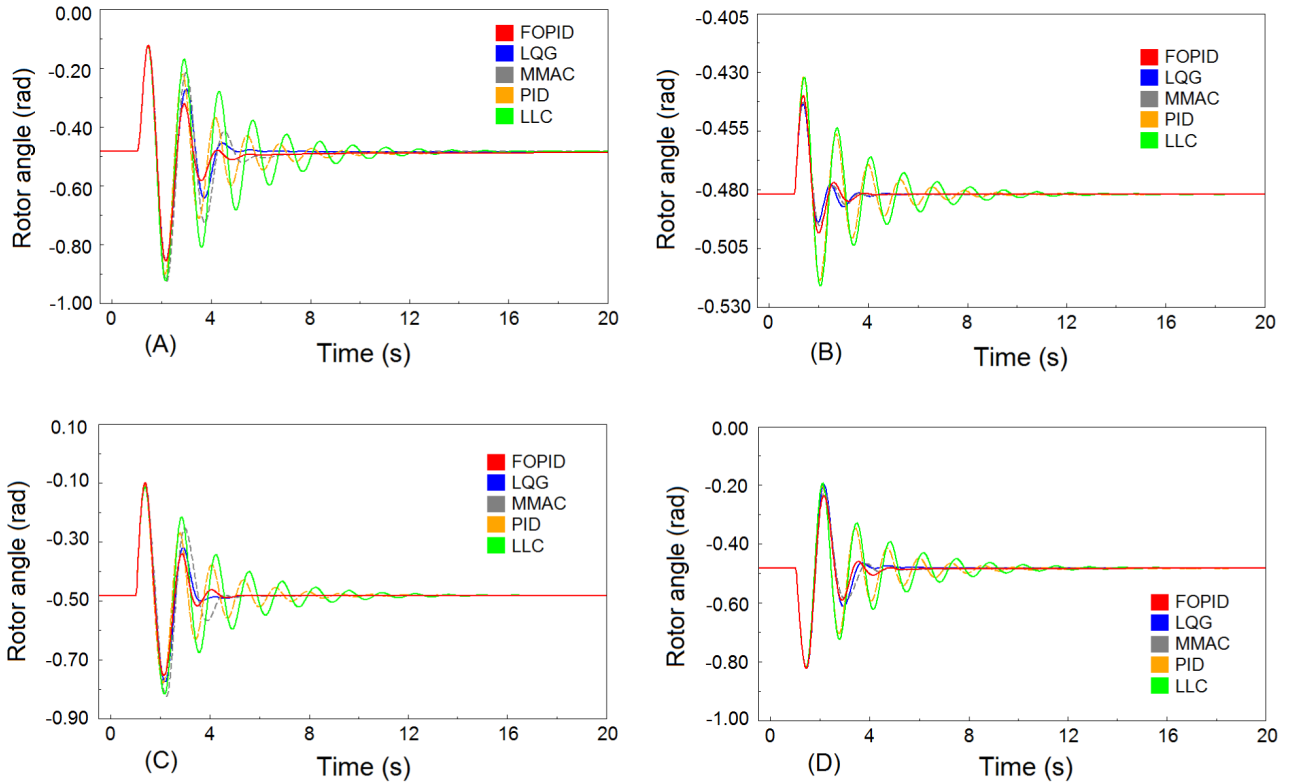 0.00
-0.20
-0.40
-0.60
-0.80
-1.00
Rotor angle (rad)
FOPID
LQG
MMAC
PID
LLC
0 4 8 12 16 20
(A) Time (s)
-0.405
-0.430
-0.455
-0.480
-0.505
-0.530
Rotor angle (rad)
FOPID
LQG
MMAC
PID
LLC
0 4 8 12 16 20
(B) Time (s)
0.10
-0.10
-0.30
-0.50
-0.70
-0.90
Rotor angle (rad)
FOPID
LQG
MMAC
PID
LLC
0 4 8 12 16 20
(C) Time (s)
0.00
-0.20
-0.40
-0.60
-0.80
-1.00
Rotor angle (rad)
FOPID
LQG
MMAC
PID
LLC
0 4 8 12 16 20
(D) Time (s)